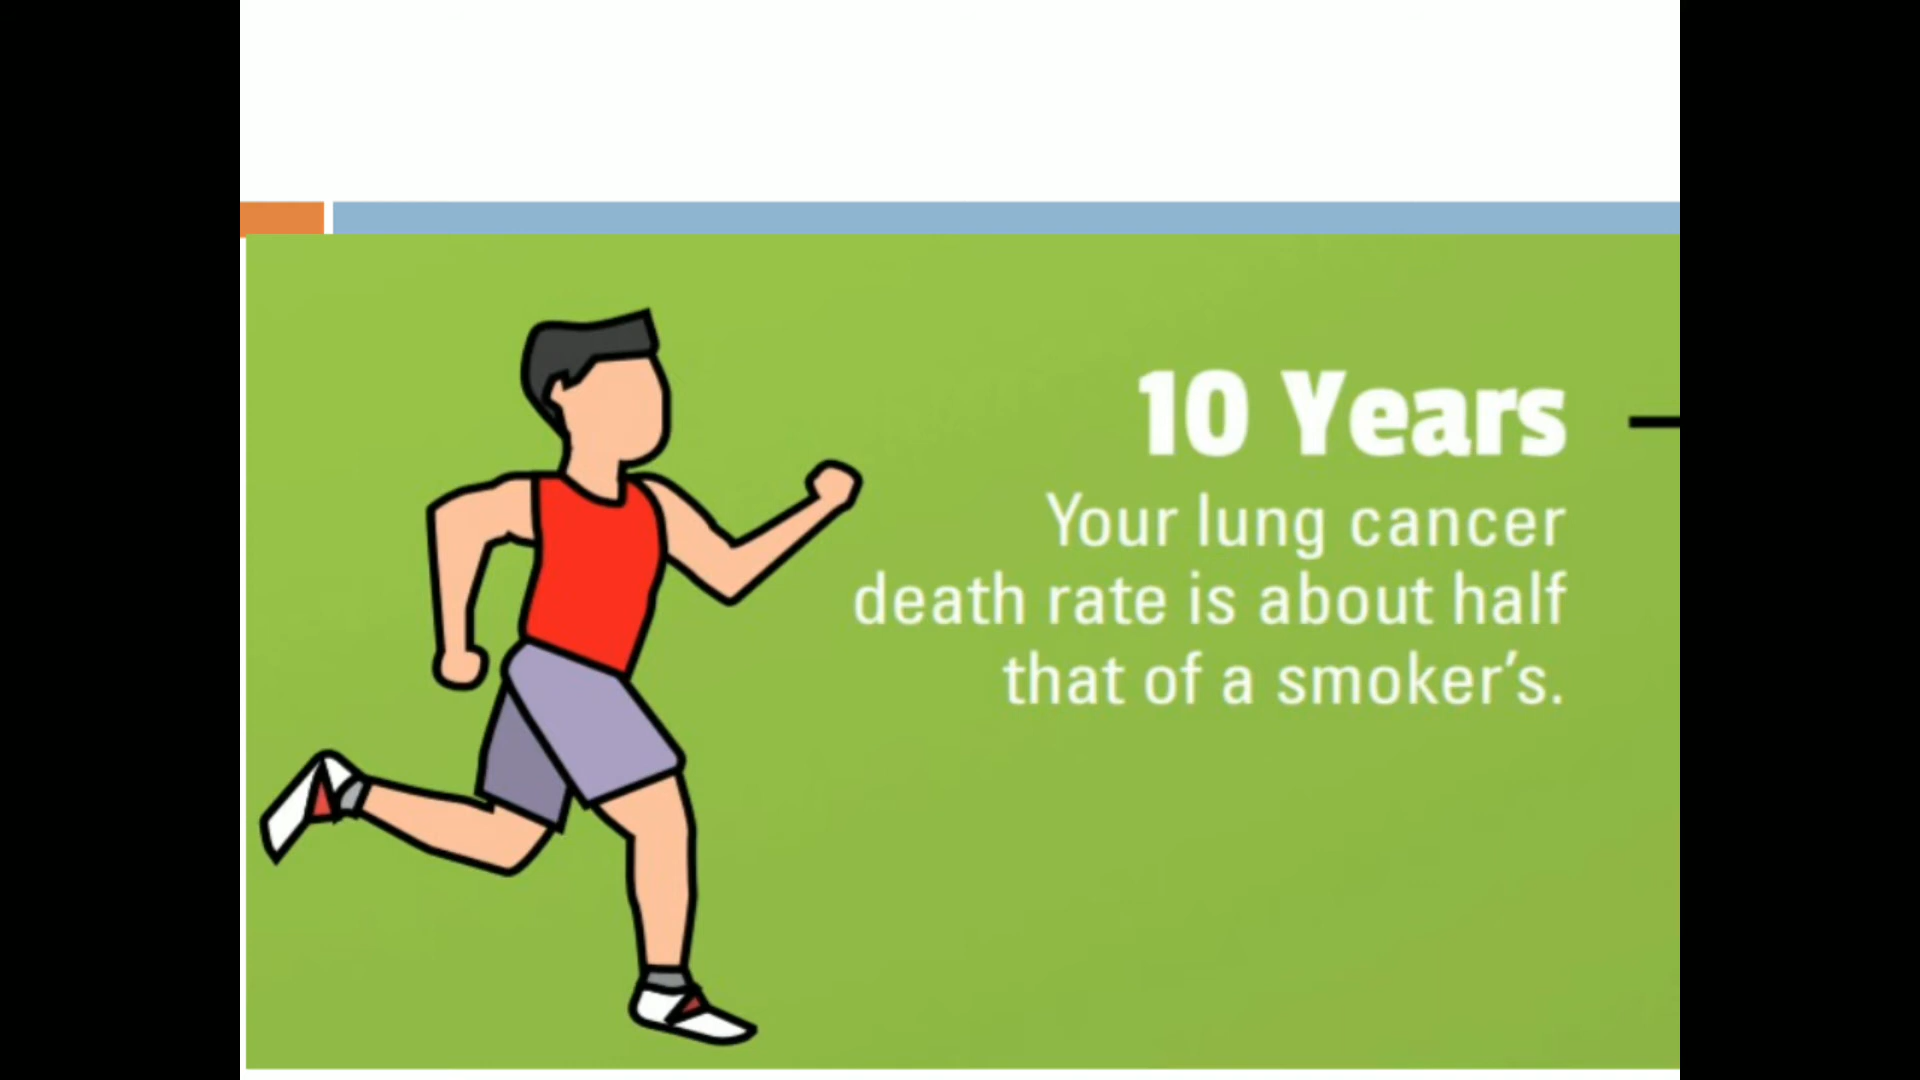 10 Years
Your lung cancer
death rate is about half
that of a smoker’s.